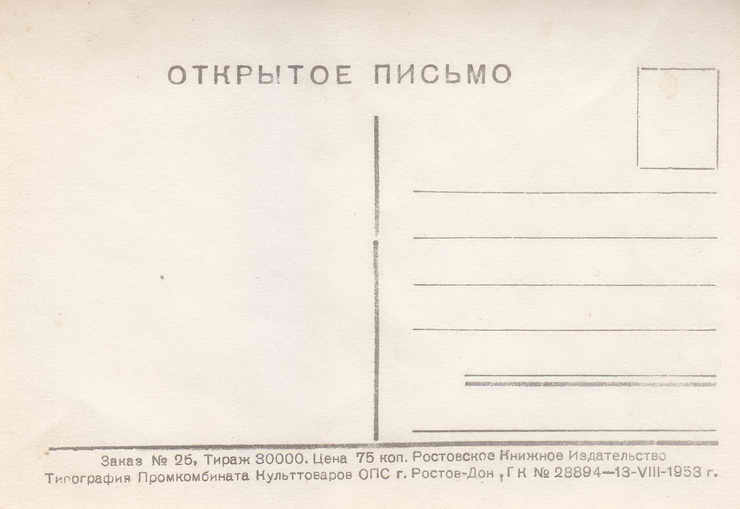 ОТКРЫТОЕ ПИСЬМО
Заказ № 25, Тираж 30000. Цена 75 коп. Ростовское Книжное Издательство
Типография Промкомбината Культтоваров ОПС г. Ростов-Дон, ГК № 28894—13-VIII-1953 г.